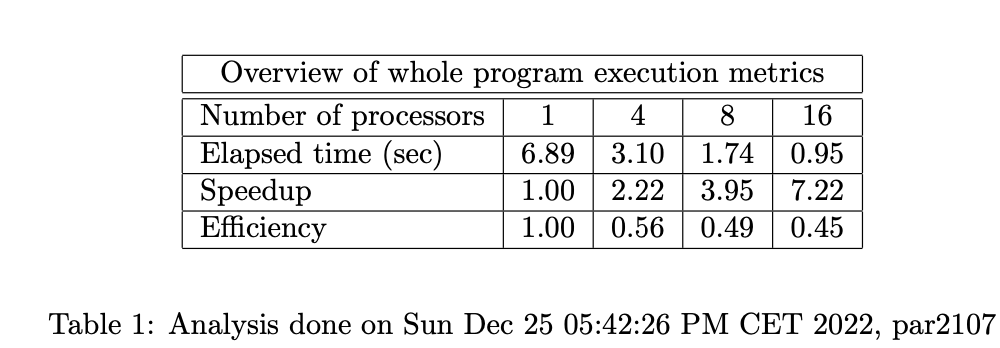 Overview of whole program execution metrics
Number of processors 1 4 8 16
Elapsed time (sec) 6.89 3.10 1.74 0.95
Speedup 1.00 2.22 3.95 7.22
Efficiency 1.00 0.56 0.49 0.45
Table 1: Analysis done on Sun Dec 25 05:42:26 PM CET 2022, par2107